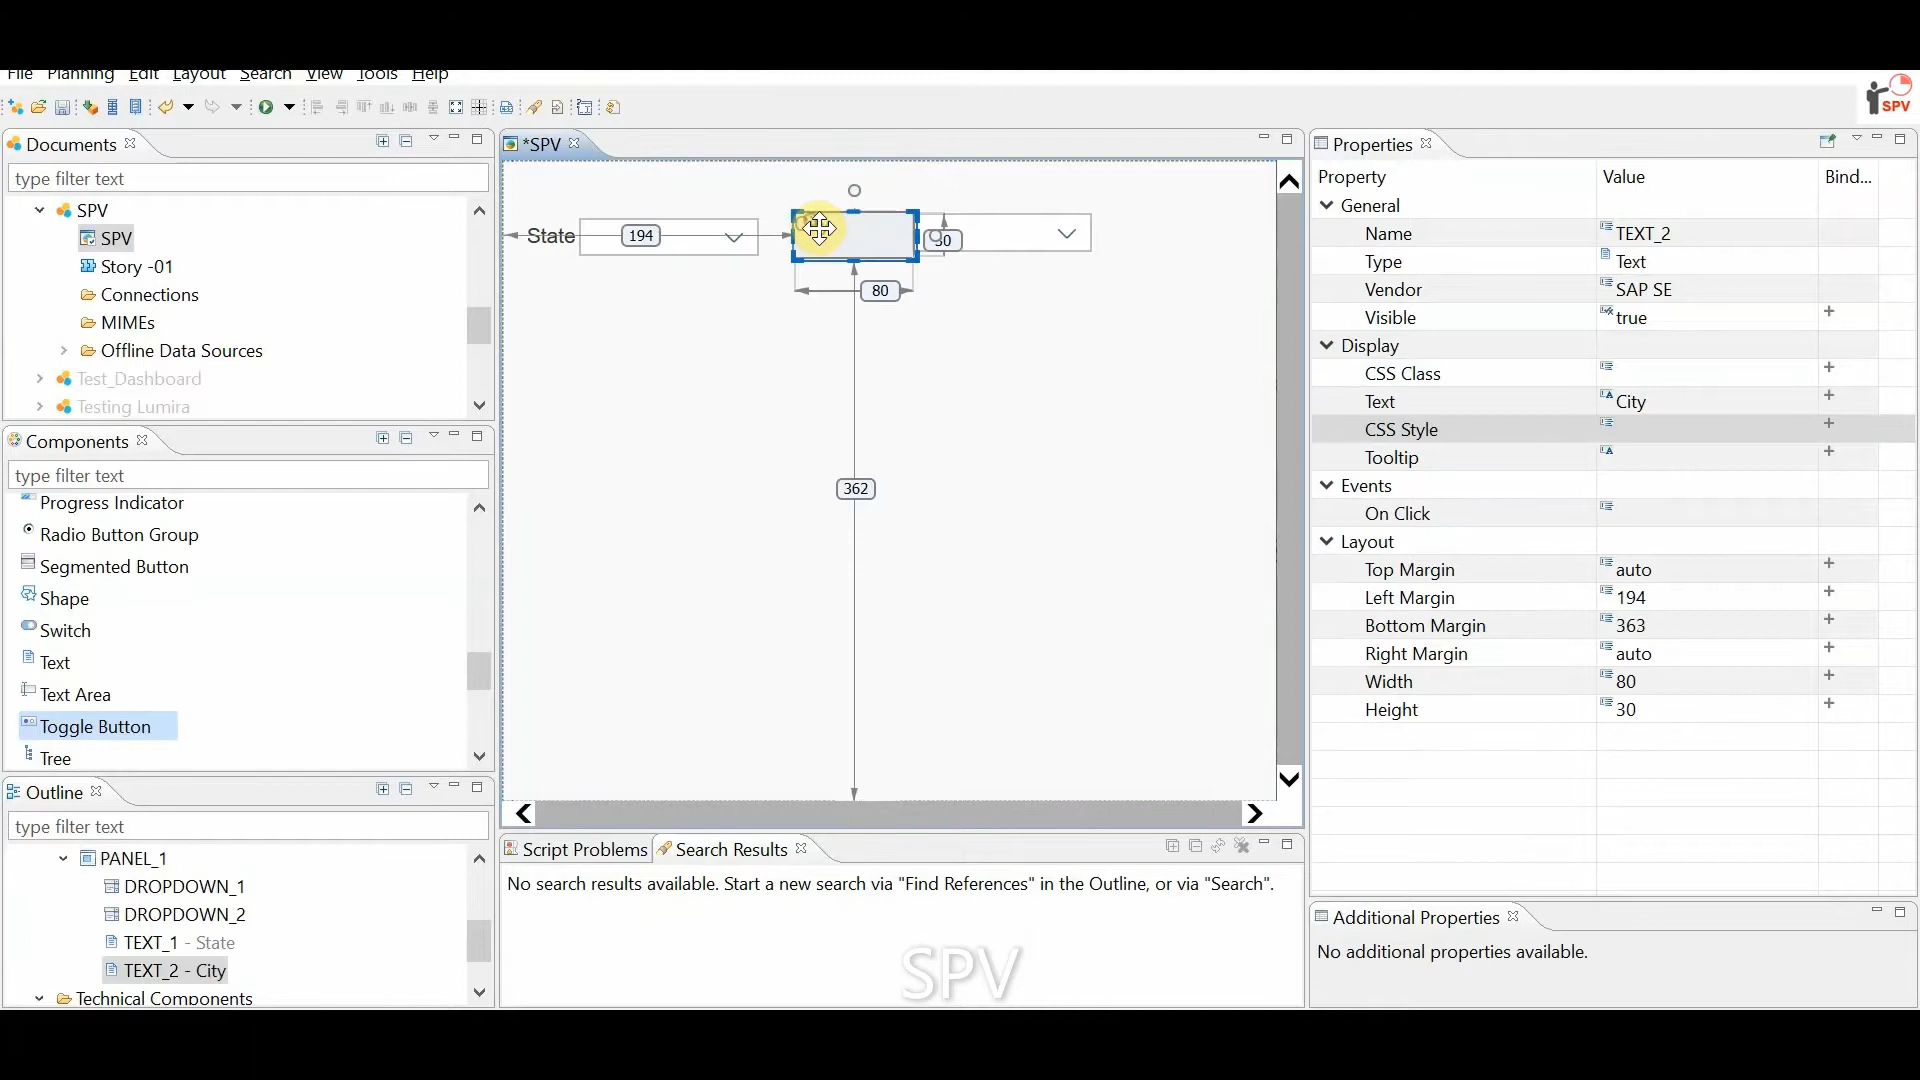 File Planning Edit Layout Search View Tools Help
SPV
Documents
type filter text
SPV
SPV
Story -01
Connections
MIMEs
Offline Data Sources
Test_Dashboard
Testing Lumira
Components
type filter text
Progress Indicator
Radio Button Group
Segmented Button
Shape
Switch
Text
Text Area
Toggle Button
Tree
Outline
type filter text
PANEL_1
DROPDOWN_1
DROPDOWN_2
TEXT_1 - State
TEXT_2 - City
Technical Components
*SPV
State
194
30
80
362
Script Problems
Search Results
No search results available. Start a new search via "Find References" in the Outline, or via "Search".
SPV
Properties
Property Value Bind...
General
Name TEXT_2
Type Text
Vendor SAP SE
Visible true
Display
CSS Class
Text City
CSS Style
Tooltip
Events
On Click
Layout
Top Margin auto
Left Margin 194
Bottom Margin 363
Right Margin auto
Width 80
Height 30
Additional Properties
No additional properties available.